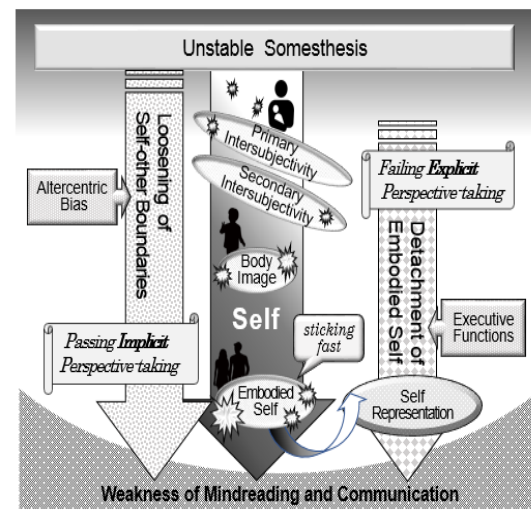 Unstable Somesthesis
Loosening of
Self-other Boundaries
Altercentric
Bias
Passing Implicit
Perspective-taking
Primary
Intersubjectivity
Secondary
Intersubjectivity
Body
Image
Self
sticking
fast
Embodied
Self
Failing Explicit
Perspective-taking
Detachment of
Embodied Self
Executive
Functions
Self
Representation
Weakness of Mindreading and Communication